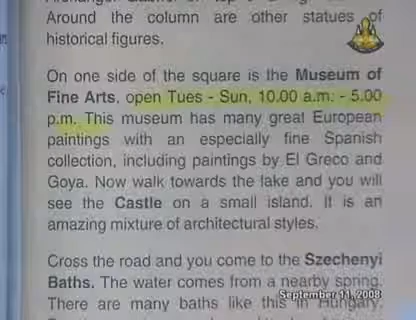 Around the column are other statues of
historical figures.
On one side of the square is the Museum of
Fine Arts, open Tues - Sun, 10.00 a.m. - 5.00
p.m. This museum has many great European
paintings with an especially fine Spanish
collection, including paintings by El Greco and
Goya. Now walk towards the lake and you will
see the Castle on a small island. It is an
amazing mixture of architectural styles.
Cross the road and you come to the Szechenyi
Baths. The water comes from a nearby spring.
There are many baths like this in Hungary.
September 11, 2008